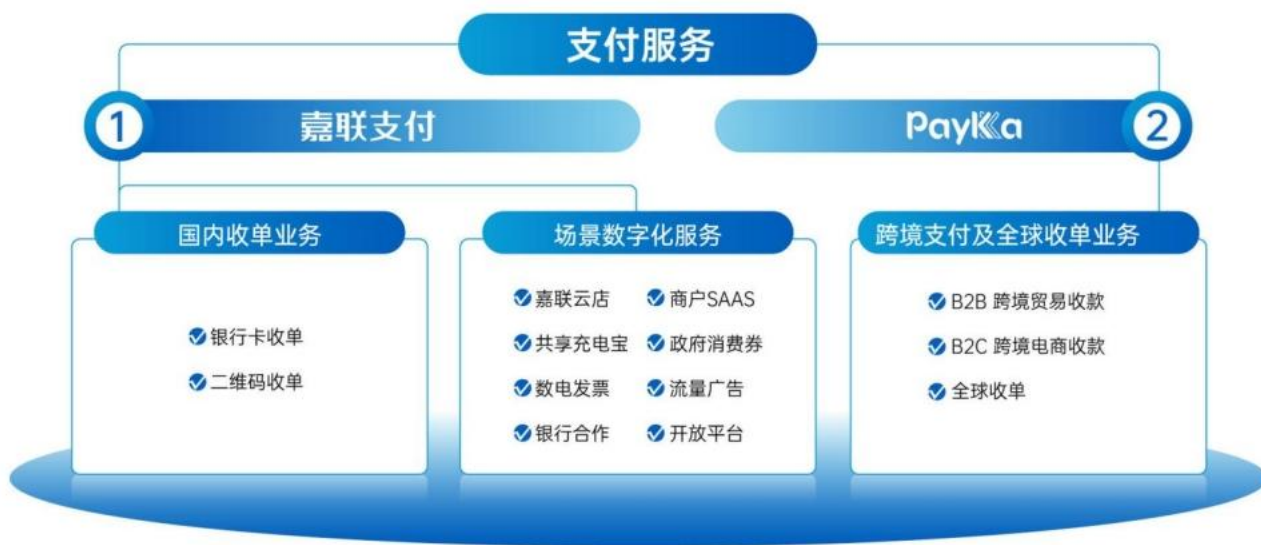 支付服务
1
嘉联支付
PayKKa
2
国内收单业务
银行卡收单
二维码收单
场景数字化服务
嘉联云店 商户SAAS
共享充电宝 政府消费券
数电发票 流量广告
银行合作 开放平台
跨境支付及全球收单业务
B2B 跨境贸易收款
B2C 跨境电商收款
全球收单